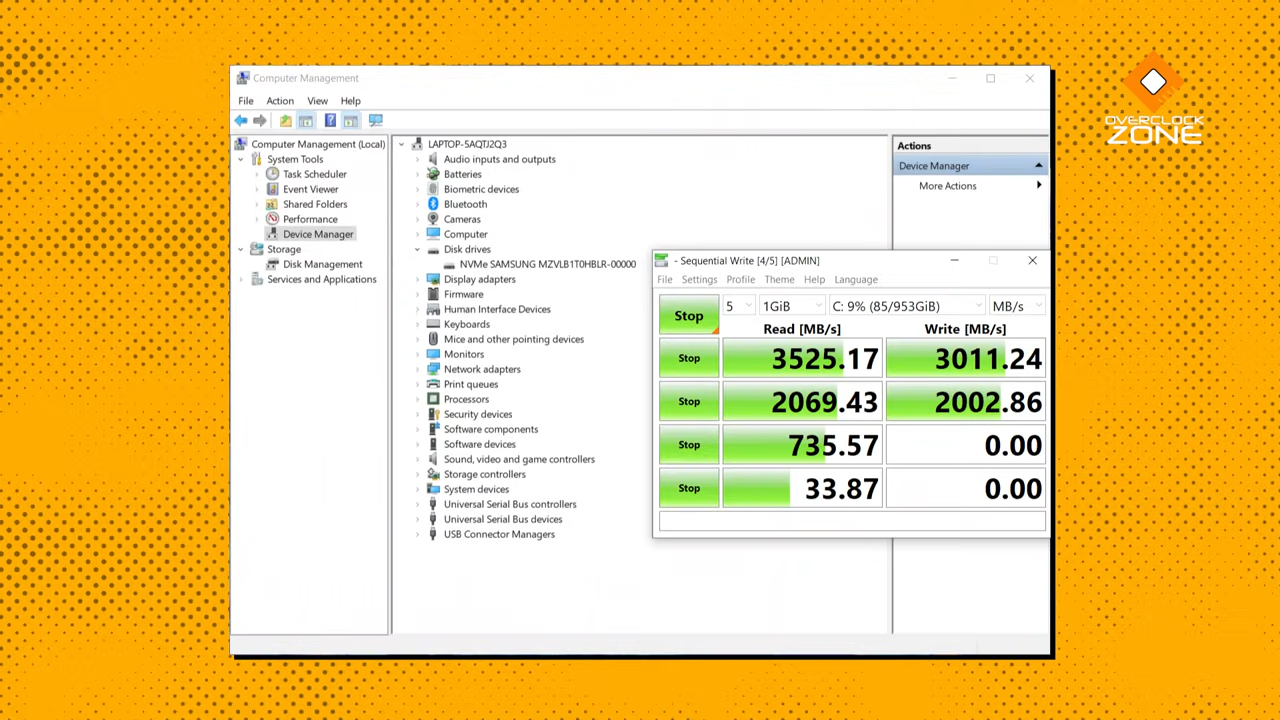 Computer Management
File Action View Help
Computer Management (Local)
System Tools
Task Scheduler
Event Viewer
Shared Folders
Performance
Device Manager
Storage
Disk Management
Services and Applications
LAPTOP-5AQTJ2Q3
Audio inputs and outputs
Batteries
Biometric devices
Bluetooth
Cameras
Computer
Disk drives
NVMe SAMSUNG MZVLB1T0HBLR-00000
Display adapters
Firmware
Human Interface Devices
Keyboards
Mice and other pointing devices
Monitors
Network adapters
Print queues
Processors
Security devices
Software components
Software devices
Sound, video and game controllers
Storage controllers
System devices
Universal Serial Bus controllers
Universal Serial Bus devices
USB Connector Managers
Actions
Device Manager
More Actions
- Sequential Write [4/5] [ADMIN]
File Settings Profile Theme Help Language
Stop 5 1GiB C: 9% (85/953GiB) MB/s
Read [MB/s] Write [MB/s]
Stop 3525.17 3011.24
Stop 2069.43 2002.86
Stop 735.57 0.00
Stop 33.87 0.00
OVERCLOCK
ZONE